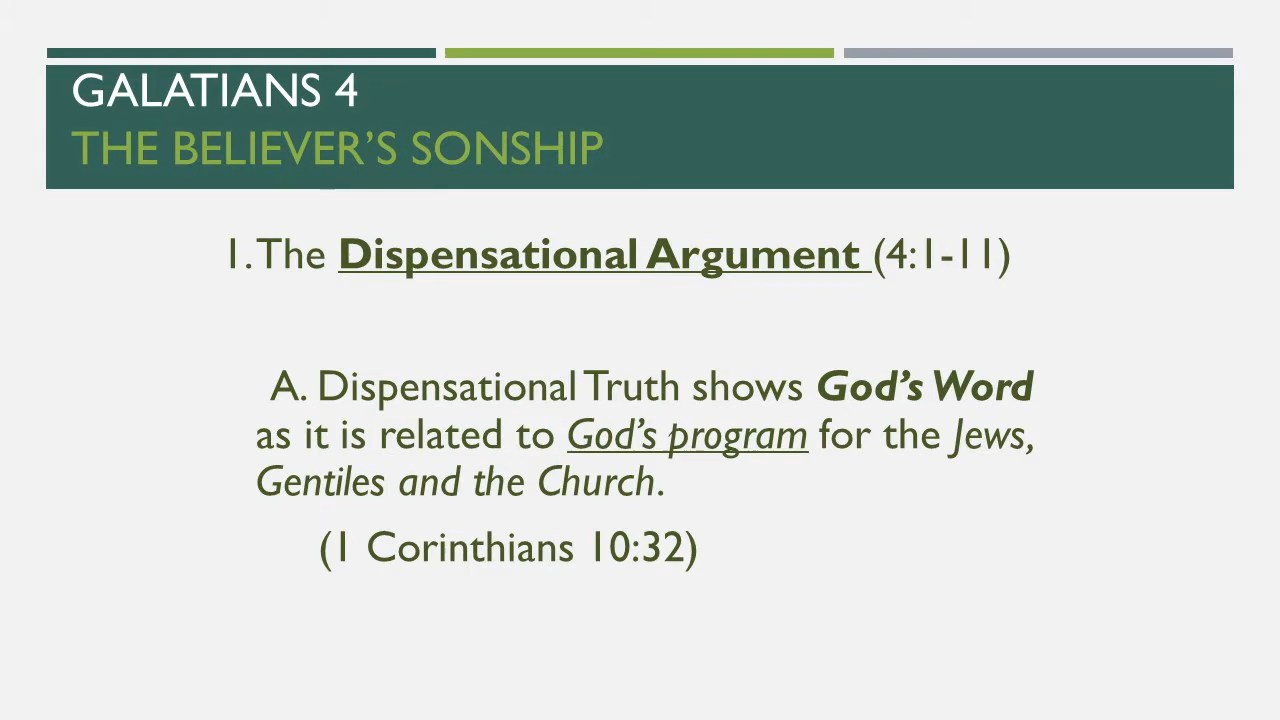 GALATIANS 4
THE BELIEVER’S SONSHIP
1. The Dispensational Argument (4:1-11)
A. Dispensational Truth shows God’s Word
as it is related to God’s program for the Jews,
Gentiles and the Church.
(1 Corinthians 10:32)